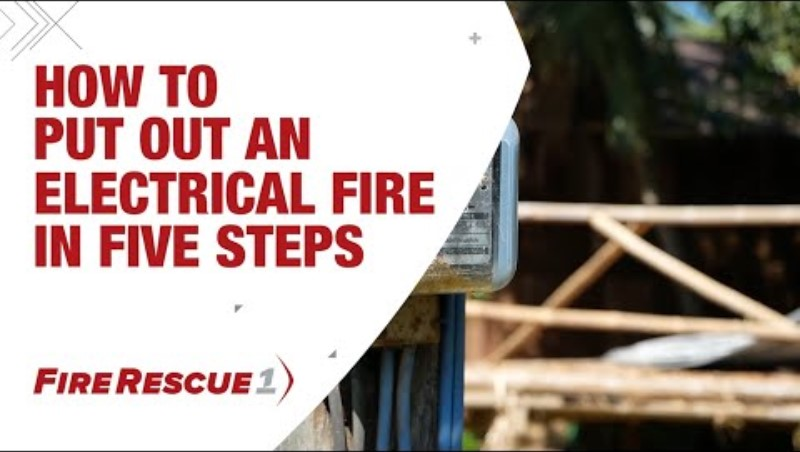 HOW TO
PUT OUT AN
ELECTRICAL FIRE
IN FIVE STEPS
FIRERESCUE1